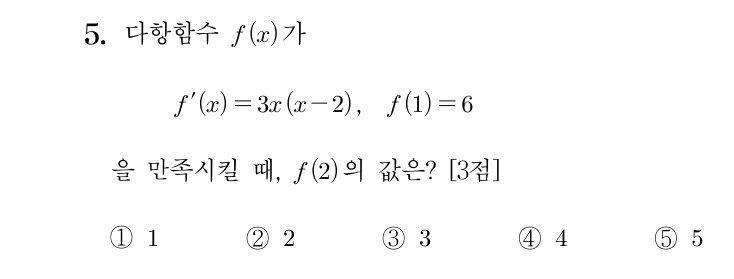 5. 다항함수 f(x)가
f′(x)=3x(x−2), f(1)=6
을 만족시킬 때, f(2)의 값은? [3점]
① 1 ② 2 ③ 3 ④ 4 ⑤ 5